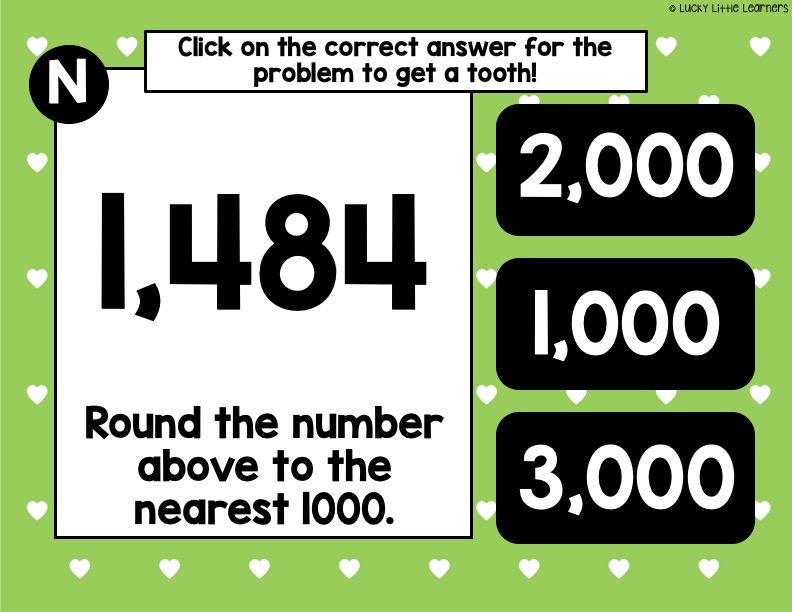 © Lucky Little Learners
Click on the correct answer for the
problem to get a tooth!
N
1,484
Round the number
above to the
nearest 1000.
2,000
1,000
3,000